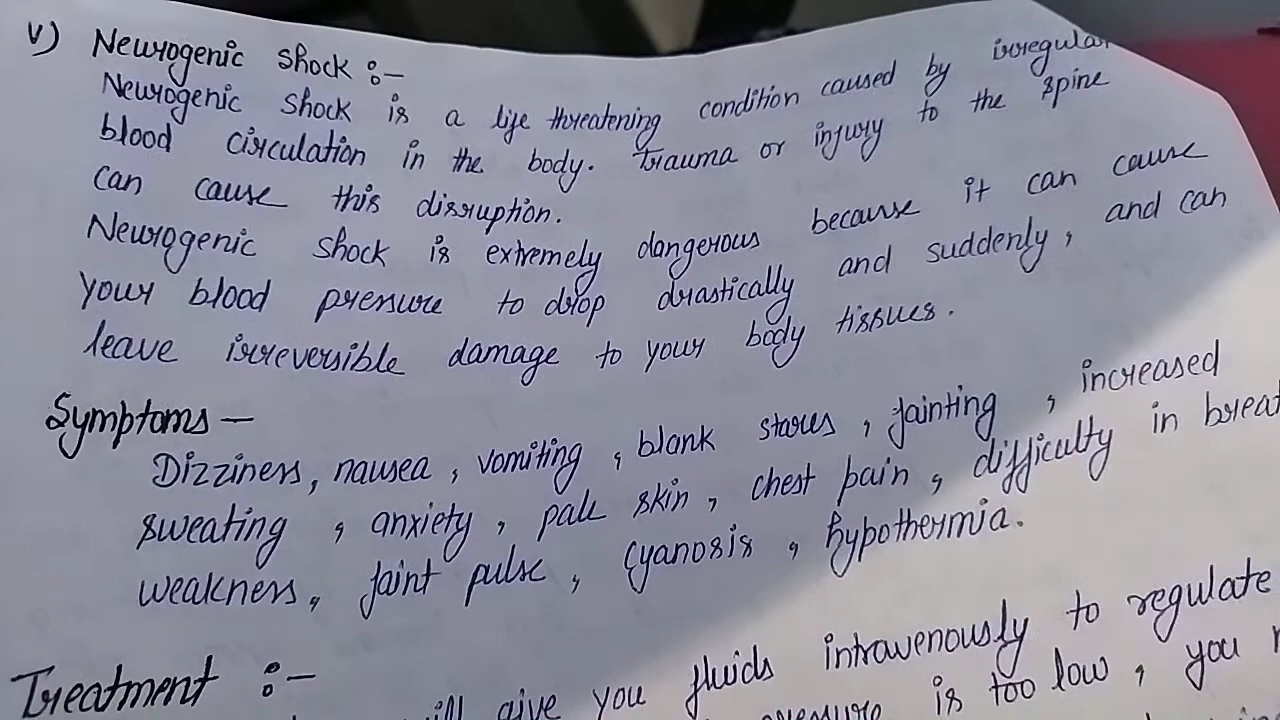 v) Neurogenic shock :-
Neurogenic shock is a life threatening condition caused by irregular
blood circulation in the body. Trauma or injury to the spine
can cause this disruption.
Neurogenic shock is extremely dangerous because it can cause
your blood pressure to drop drastically and suddenly, and can
leave irreversible damage to your body tissues.
Symptoms –
Dizziness, nausea, vomiting, blank stares, fainting, increased
sweating, anxiety, pale skin, chest pain, difficulty in breat
weakness, faint pulse, cyanosis, hypothermia.
Treatment :-
will give you fluids intravenously to regulate
pressure is too low, you